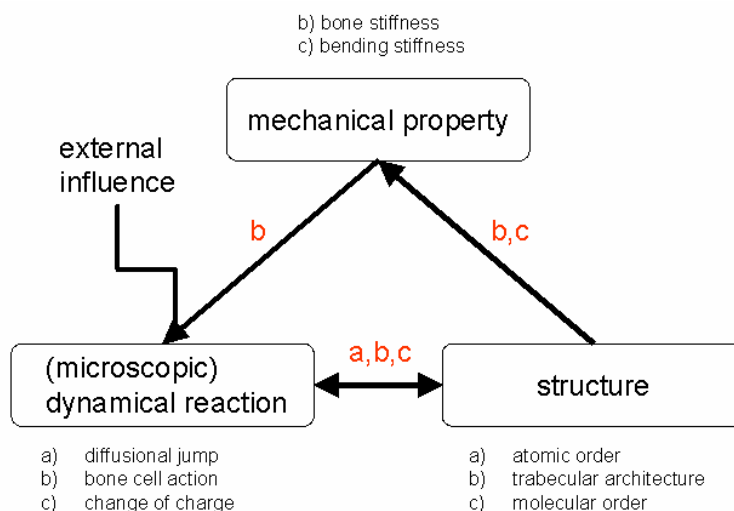 b) bone stiffness
c) bending stiffness
mechanical property
external
influence
b
b,c
a,b,c
(microscopic)
dynamical reaction
structure
a) diffusional jump
b) bone cell action
c) change of charge
a) atomic order
b) trabecular architecture
c) molecular order